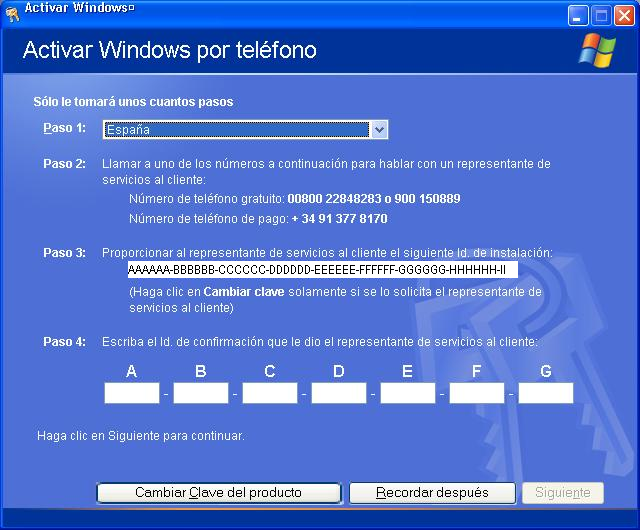 Activar Windows
Activar Windows por teléfono
Sólo le tomará unos cuantos pasos
Paso 1: España
Paso 2: Llamar a uno de los números a continuación para hablar con un representante de
servicios al cliente:
Número de teléfono gratuito: 00800 22848283 o 900 150889
Número de teléfono de pago: + 34 91 377 8170
Paso 3: Proporcionar al representante de servicios al cliente el siguiente Id. de instalación:
AAAAAA-BBBBBB-CCCCCC-DDDDDD-EEEEEE-FFFFFF-GGGGGG-HHHHHH-II
(Haga clic en Cambiar clave solamente si se lo solicita el representante de
servicios al cliente)
Paso 4: Escriba el Id. de confirmación que le dio el representante de servicios al cliente:
A B C D E F G
- - - - - -
Haga clic en Siguiente para continuar.
Cambiar Clave del producto Recordar después Siguiente